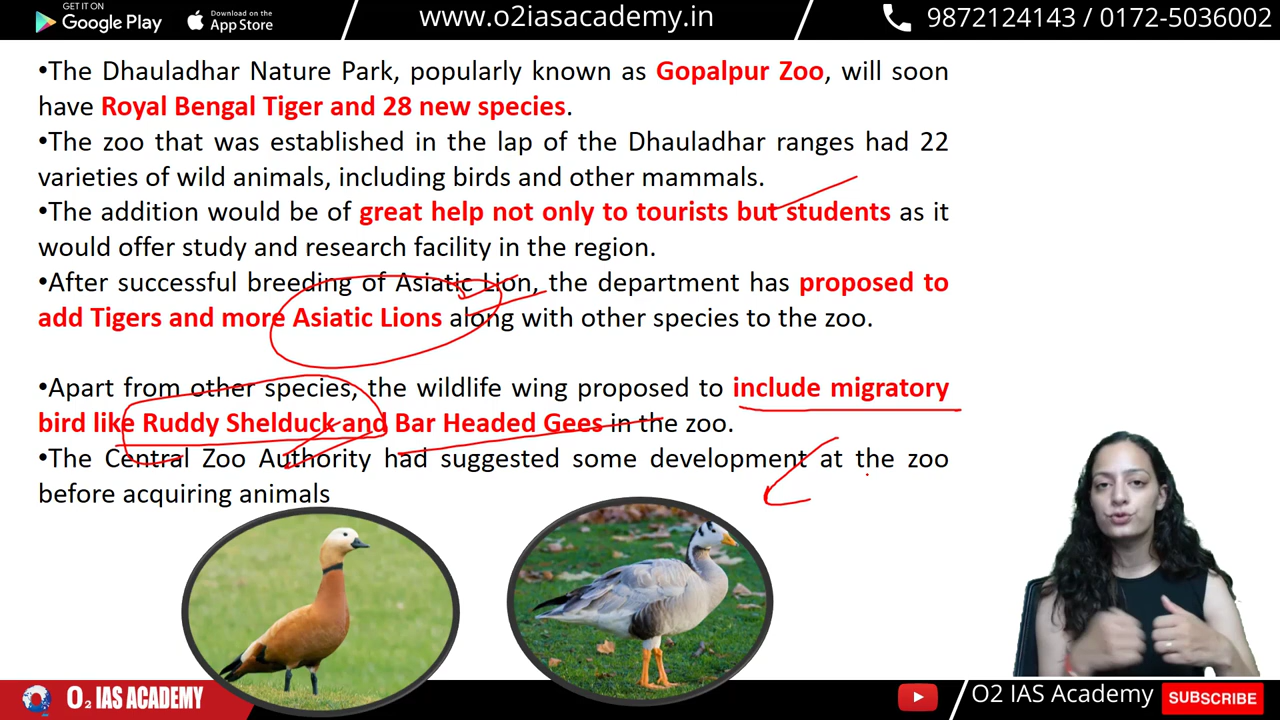 GET IT ON
Google Play
Download on the
App Store
www.o2iasacademy.in
9872124143 / 0172-5036002
•The Dhauladhar Nature Park, popularly known as Gopalpur Zoo, will soon
have Royal Bengal Tiger and 28 new species.
•The zoo that was established in the lap of the Dhauladhar ranges had 22
varieties of wild animals, including birds and other mammals.
•The addition would be of great help not only to tourists but students as it
would offer study and research facility in the region.
•After successful breeding of Asiatic Lion, the department has proposed to
add Tigers and more Asiatic Lions along with other species to the zoo.
•Apart from other species, the wildlife wing proposed to include migratory
bird like Ruddy Shelduck and Bar Headed Gees in the zoo.
•The Central Zoo Authority had suggested some development at the zoo
before acquiring animals
O2 IAS ACADEMY
O2 IAS Academy
SUBSCRIBE